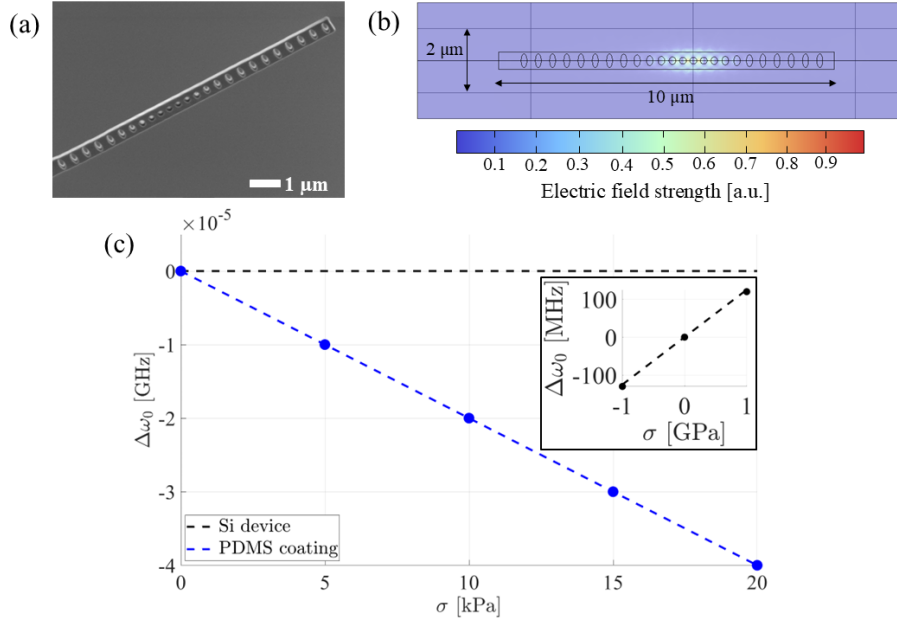 (a)
1 μm
(b)
2 μm
10 μm
0.1 0.2 0.3 0.4 0.5 0.6 0.7 0.8 0.9
Electric field strength [a.u.]
(c)
×10⁻⁵
0
-1
-2
-3
-4
Δω₀ [GHz]
0 5 10 15 20
σ [kPa]
Si device
PDMS coating
Δω₀ [MHz]
100
0
-100
-1 0 1
σ [GPa]